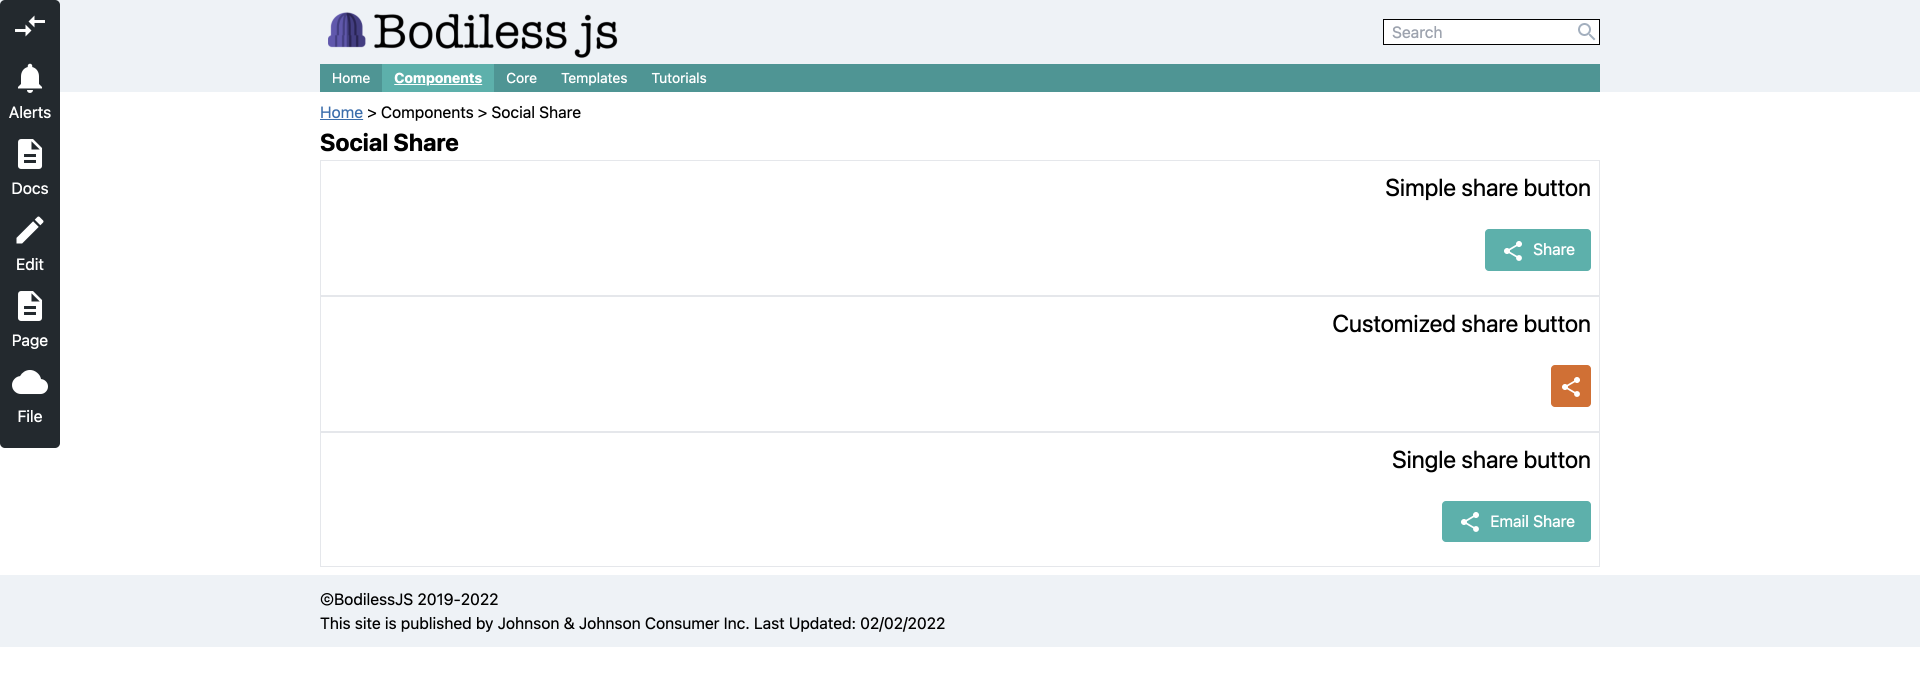 Bodiless js
Search
Home Components Core Templates Tutorials
Alerts
Docs
Edit
Page
File
Home > Components > Social Share
Social Share
Simple share button
Share
Customized share button
Single share button
Email Share
©BodilessJS 2019-2022
This site is published by Johnson & Johnson Consumer Inc. Last Updated: 02/02/2022